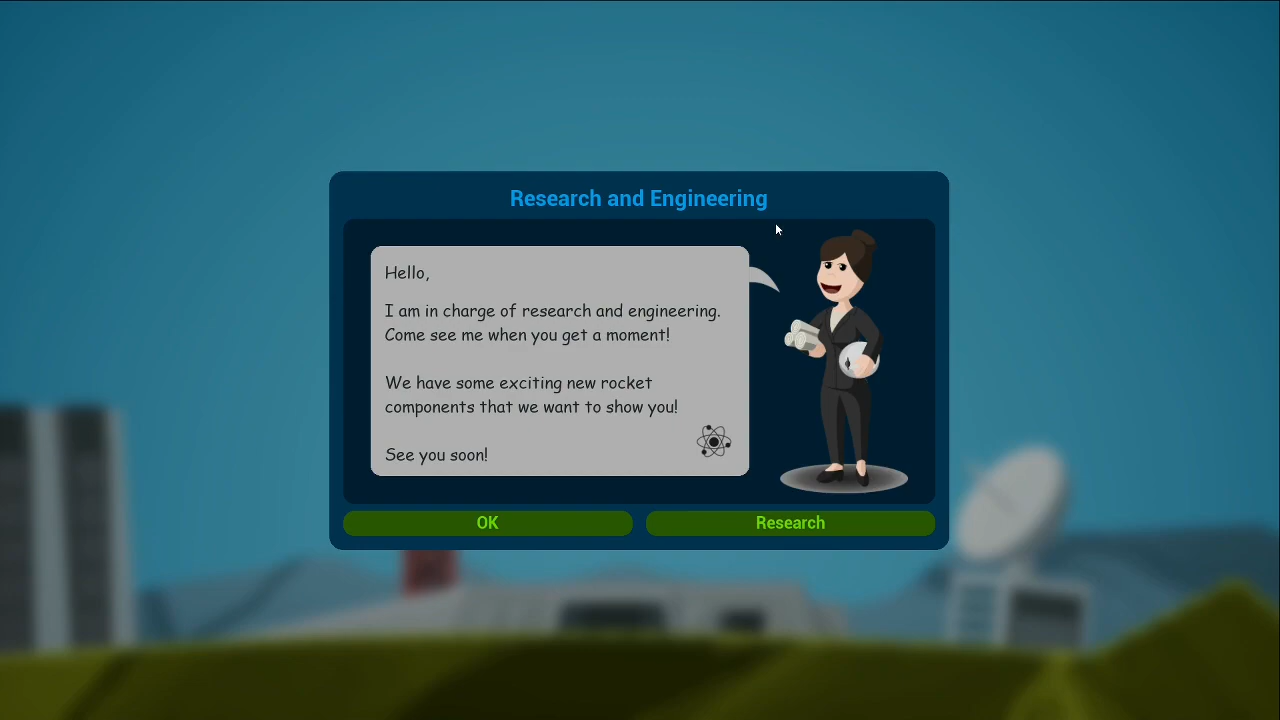 Research and Engineering
Hello,
I am in charge of research and engineering.
Come see me when you get a moment!
We have some exciting new rocket
components that we want to show you!
See you soon!
OK
Research